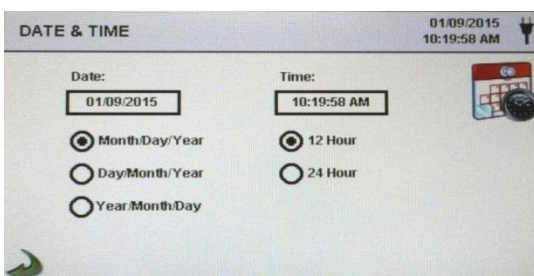 DATE & TIME
01/09/2015
10:19:58 AM
Date:
01/09/2015
Month/Day/Year
Day/Month/Year
Year/Month/Day
Time:
10:19:58 AM
12 Hour
24 Hour